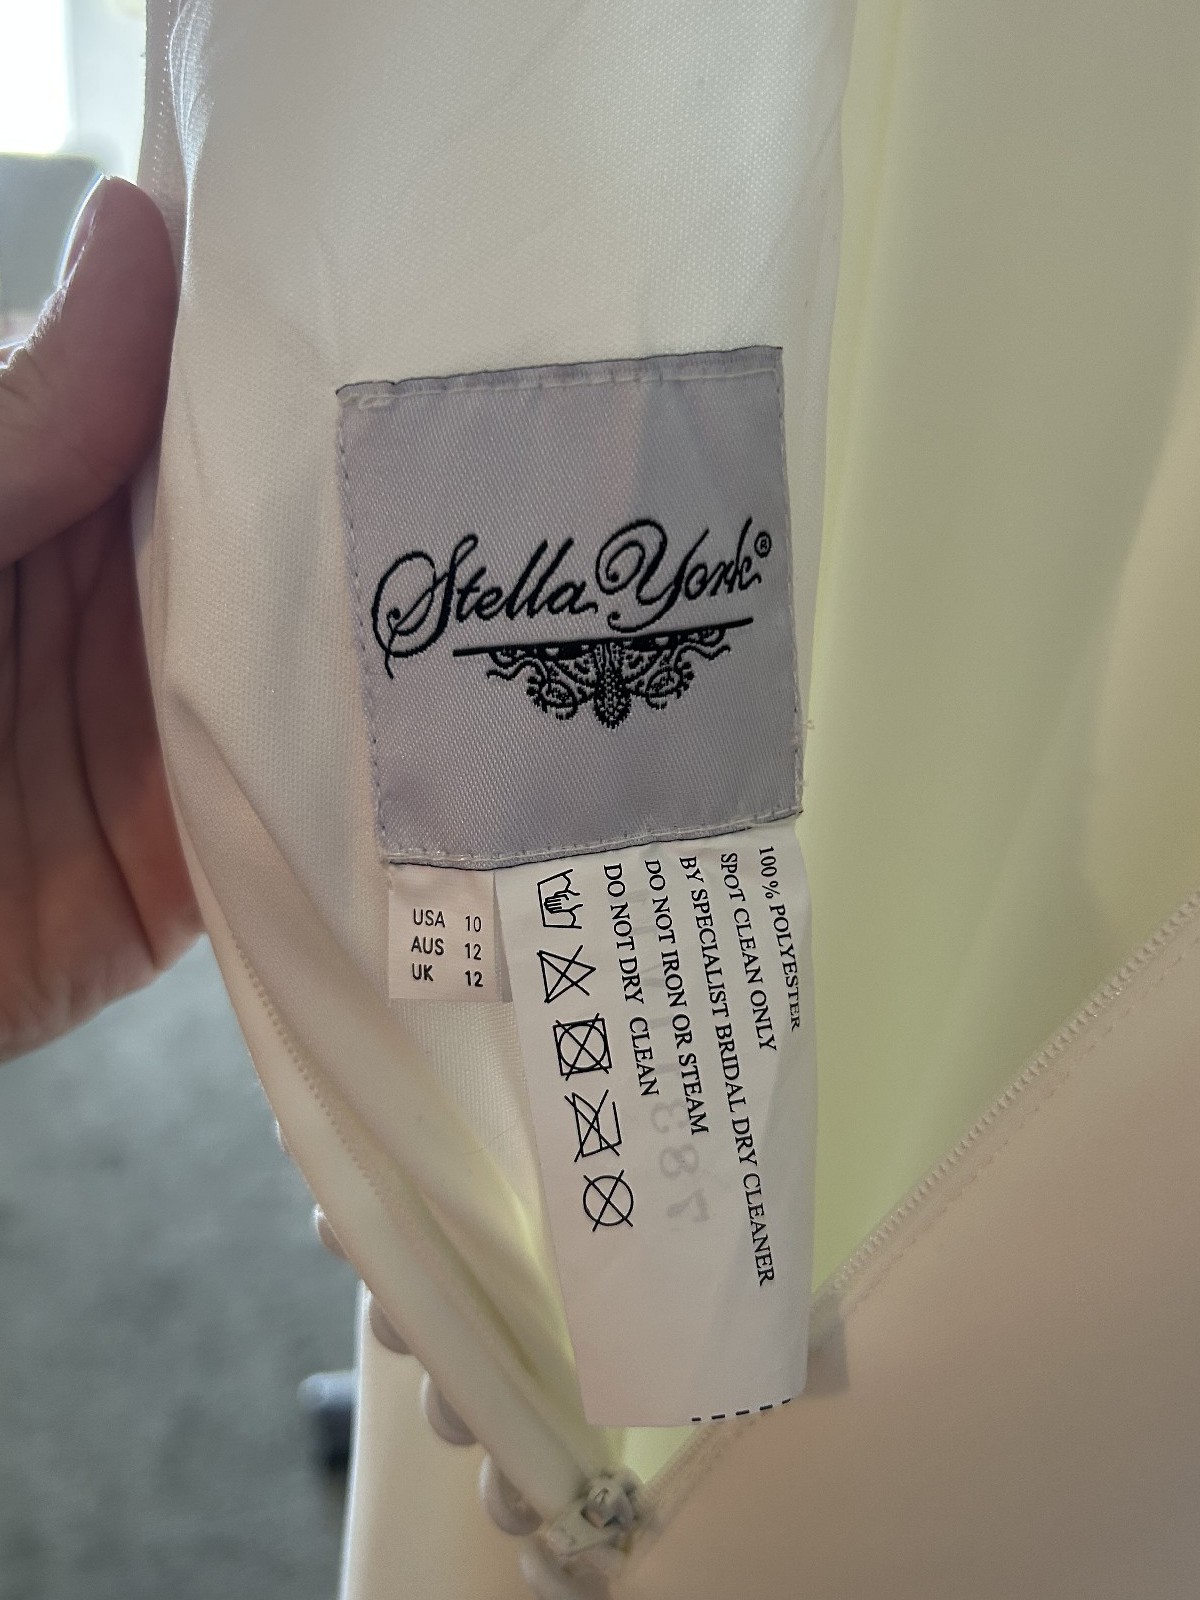 Stella York®
USA 10
AUS 12
UK 12
100 % POLYESTER
SPOT CLEAN ONLY
BY SPECIALIST BRIDAL DRY CLEANER
DO NOT IRON OR STEAM
DO NOT DRY CLEAN